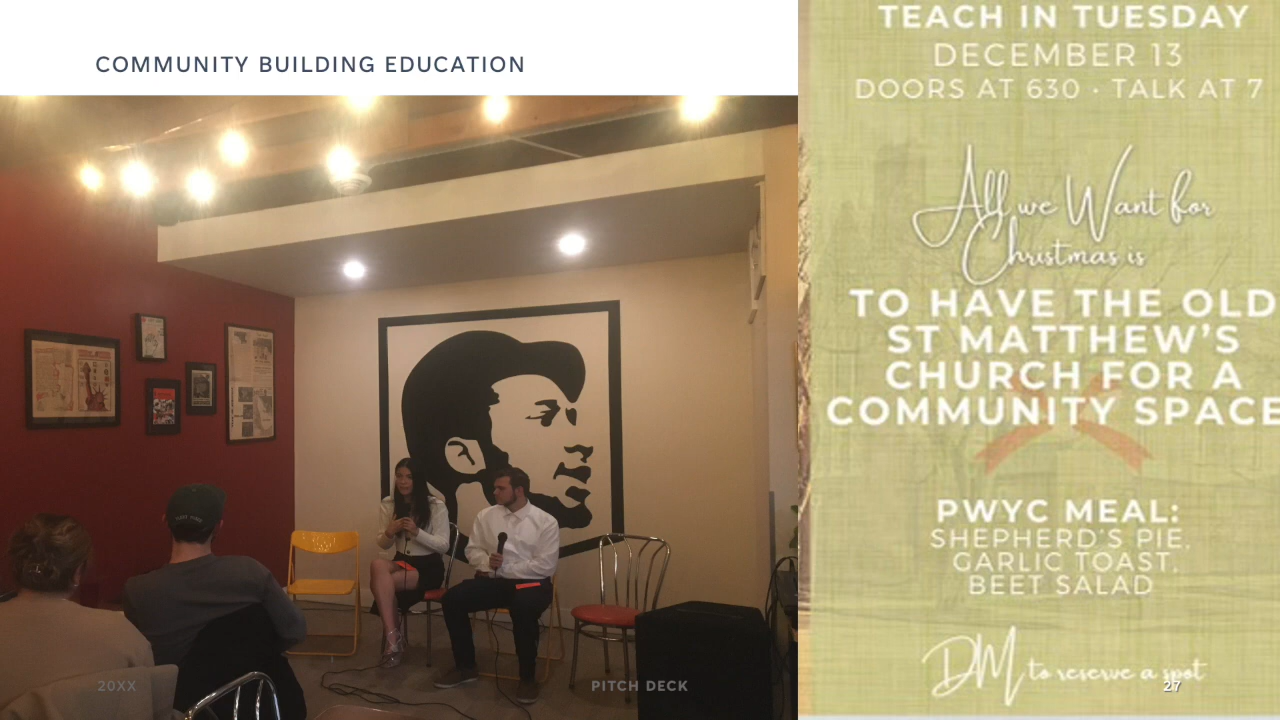 COMMUNITY BUILDING EDUCATION
TEACH IN TUESDAY
DECEMBER 13
DOORS AT 630 · TALK AT 7
All we Want for
Christmas is
TO HAVE THE OLD
ST MATTHEW'S
CHURCH FOR A
COMMUNITY SPACE
PWYC MEAL:
SHEPHERD'S PIE,
GARLIC TOAST,
BEET SALAD
DM to reserve a spot
20XX
PITCH DECK
27